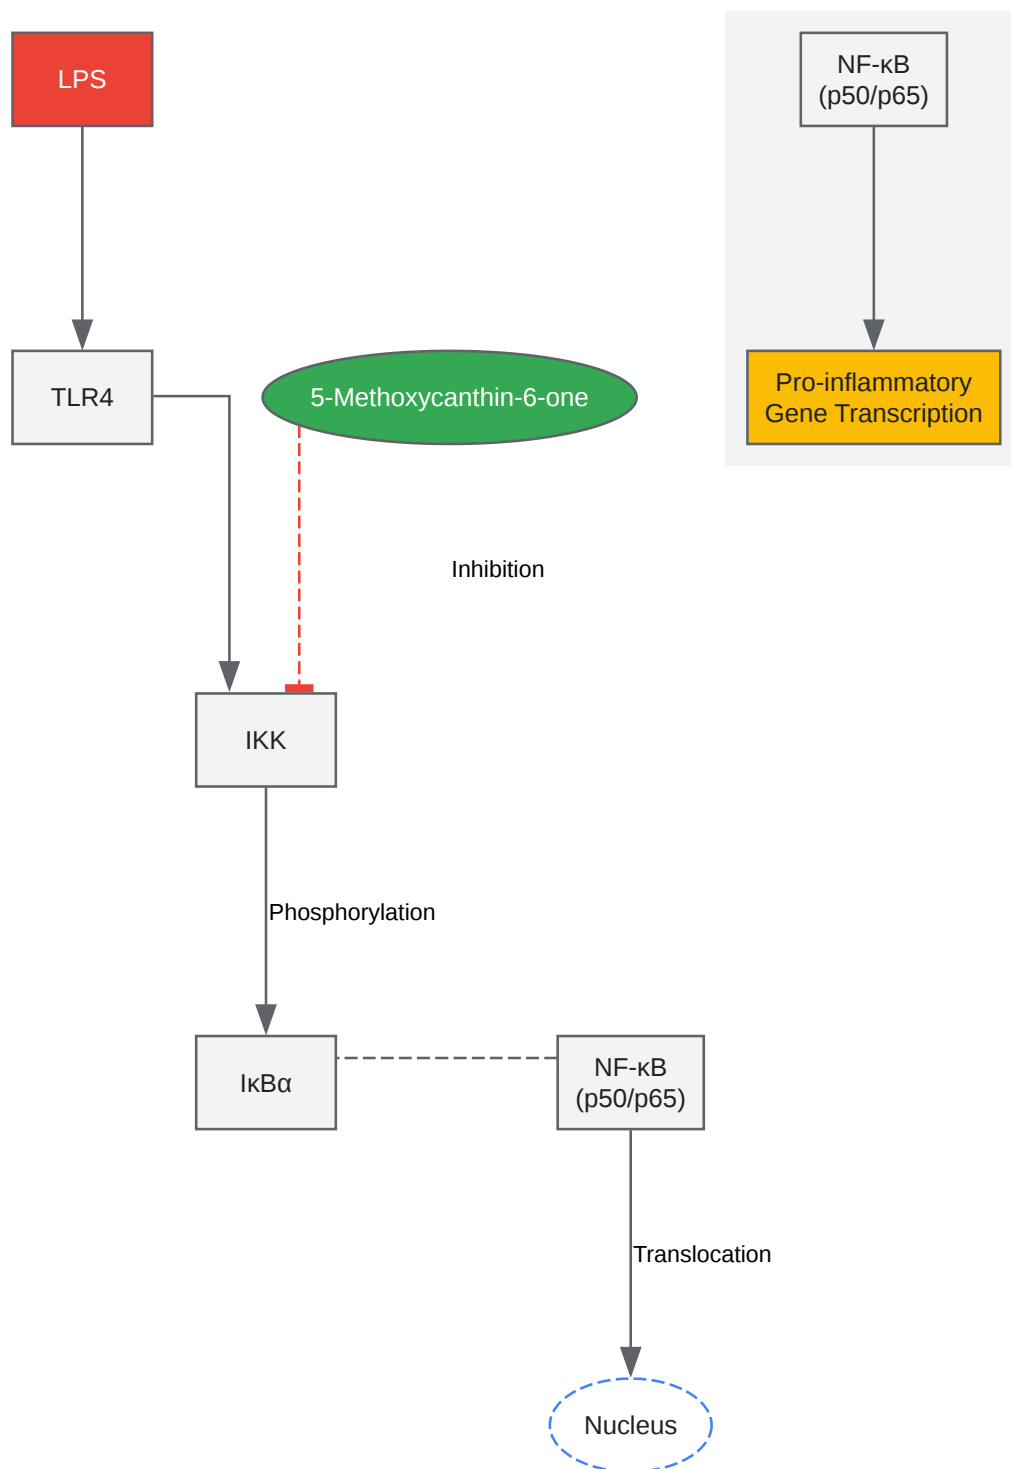 LPS
NF-κB
(p50/p65)
TLR4
5-Methoxycanthin-6-one
Pro-inflammatory
Gene Transcription
Inhibition
IKK
Phosphorylation
IκBα
NF-κB
(p50/p65)
Translocation
Nucleus